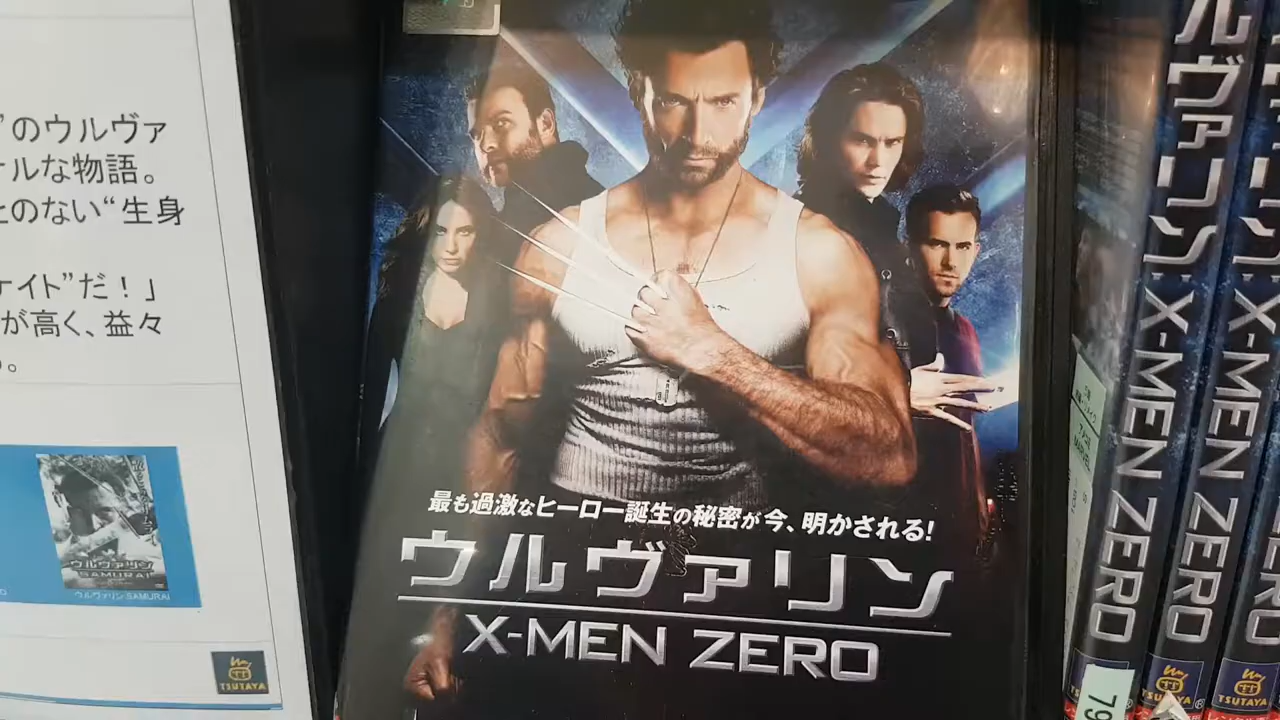 のウルヴァ
ルな物語。
とのない“生身
ケイト”だ！」
が高く、益々
ウルヴァリン
SAMURAI
ウルヴァリン SAMURAI
TSUTAYA
最も過激なヒーロー誕生の秘密が今、明かされる!
ウルヴァリン
X-MEN ZERO
ルヴァリン:X-MEN ZERO
TSUTAYA
79
ヴァリン:X-MEN ZERO
TSUTAYA